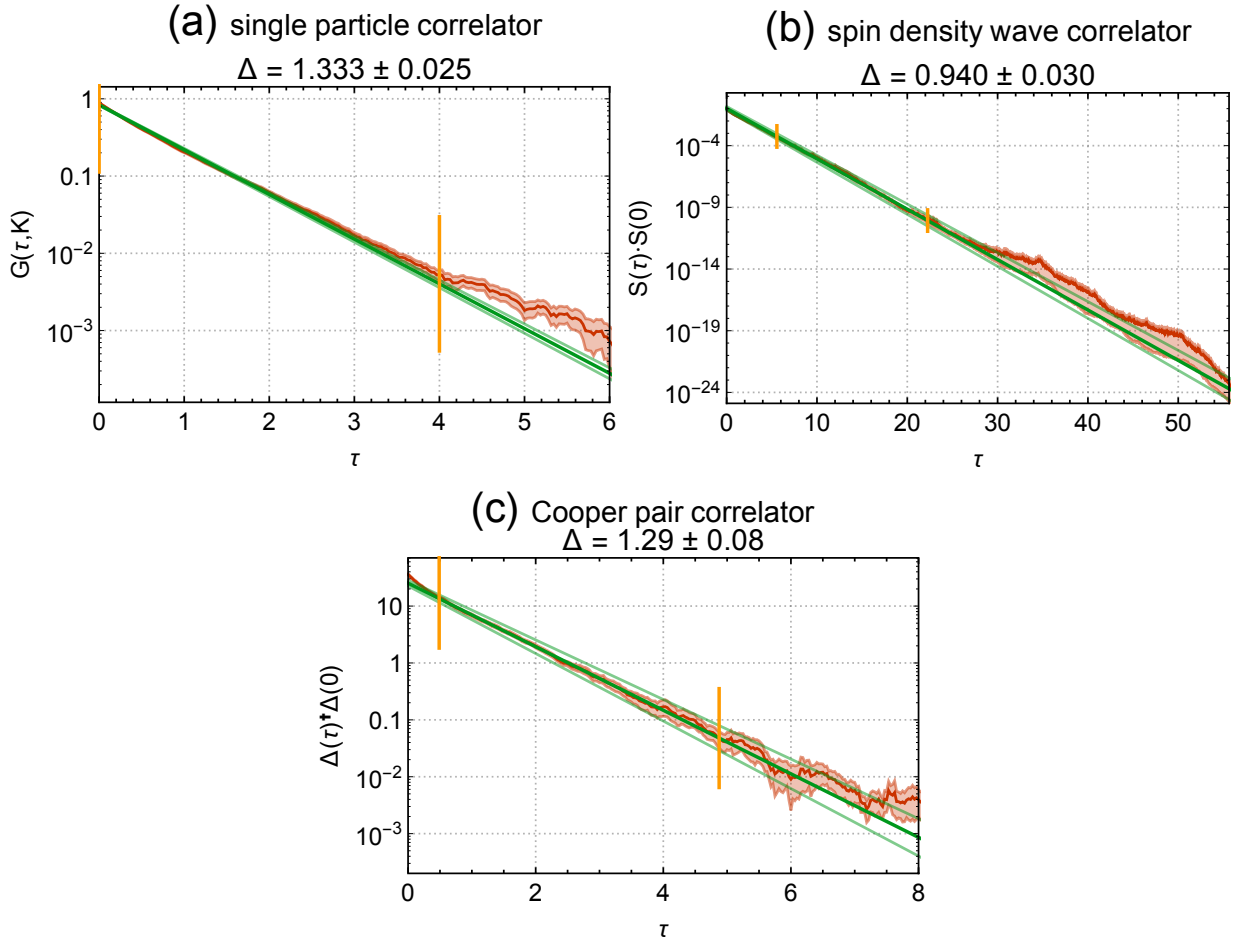 (a) single particle correlator
Δ = 1.333 ± 0.025
G(τ,K)
1
0.1
10⁻²
10⁻³
0 1 2 3 4 5 6
τ
(b) spin density wave correlator
Δ = 0.940 ± 0.030
S(τ)·S(0)
10⁻⁴
10⁻⁹
10⁻¹⁴
10⁻¹⁹
10⁻²⁴
0 10 20 30 40 50
τ
(c) Cooper pair correlator
Δ = 1.29 ± 0.08
Δ(τ)†Δ(0)
10
1
0.1
10⁻²
10⁻³
0 2 4 6 8
τ